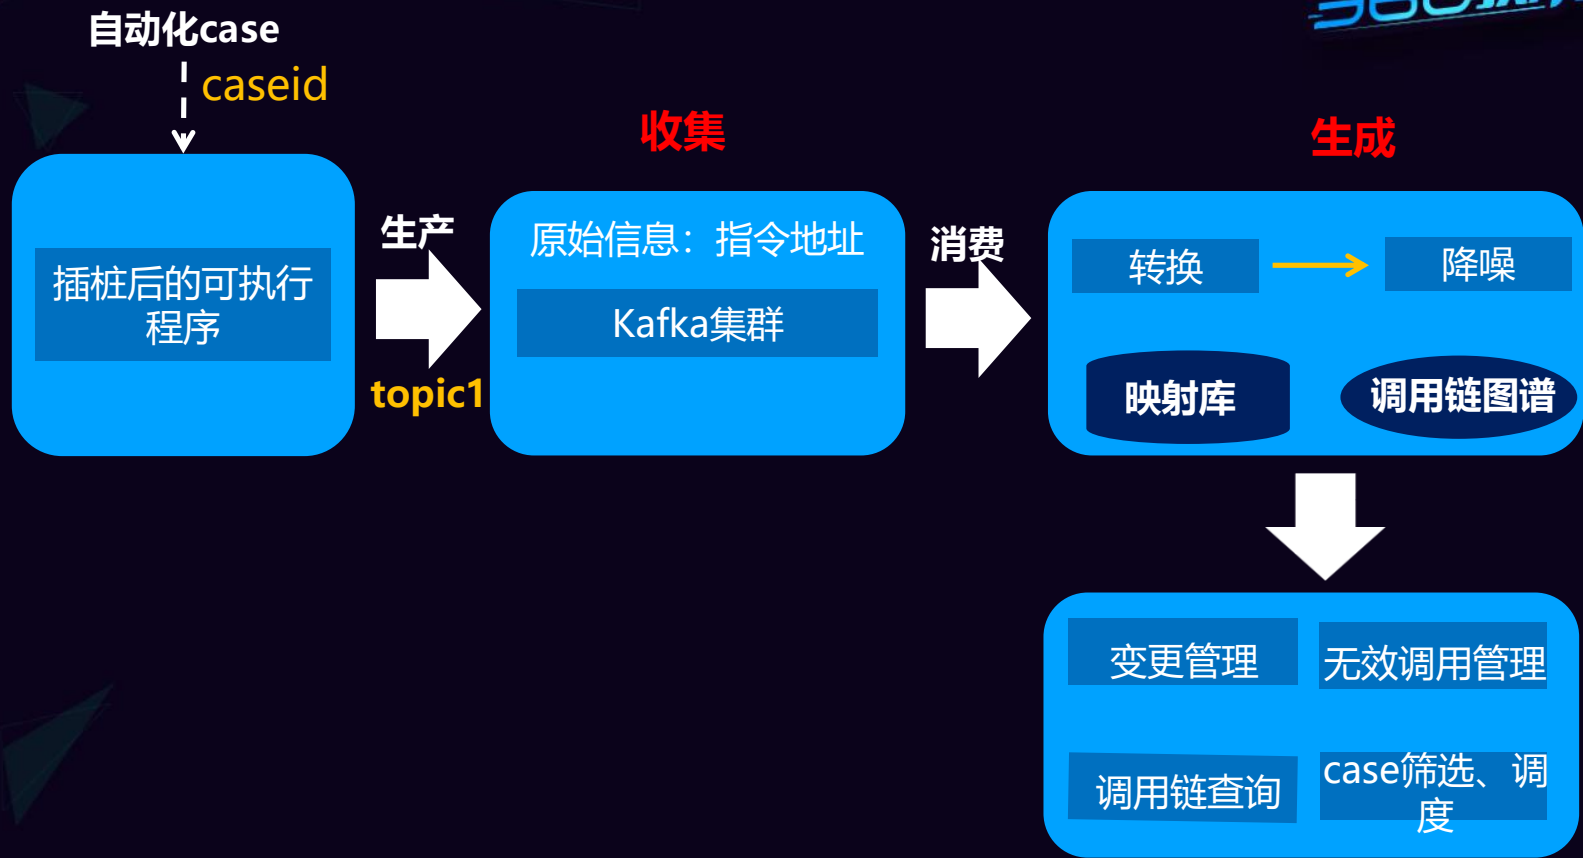 自动化case
caseid
收集
生成
插桩后的可执行
程序
生产
topic1
原始信息：指令地址
Kafka集群
消费
转换
降噪
映射库
调用链图谱
变更管理
无效调用管理
调用链查询
case筛选、调
度